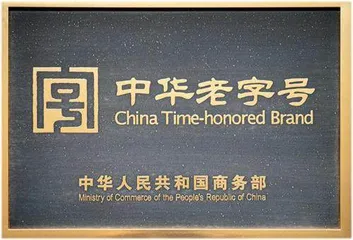 中华老字号
China Time-honored Brand
中华人民共和国商务部
Ministry of Commerce of the People's Republic of China